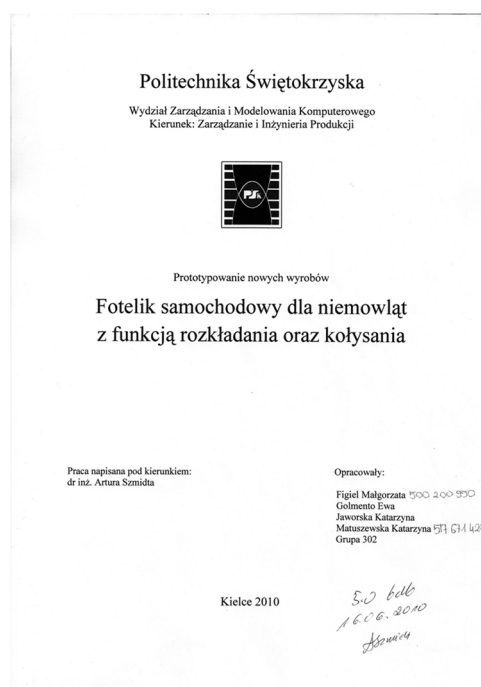 Politechnika Świętokrzyska
Wydział Zarządzania i Modelowania Komputerowego
Kierunek: Zarządzanie i Inżynieria Produkcji
PŚk
Prototypowanie nowych wyrobów
Fotelik samochodowy dla niemowląt
z funkcją rozkładania oraz kołysania
Praca napisana pod kierunkiem:
dr inż. Artura Szmidta
Opracowały:
Figiel Małgorzata 500 200 990
Golmento Ewa
Jaworska Katarzyna
Matuszewska Katarzyna 517 671 42
Grupa 302
Kielce 2010
5.0 bdb
16.06.2010